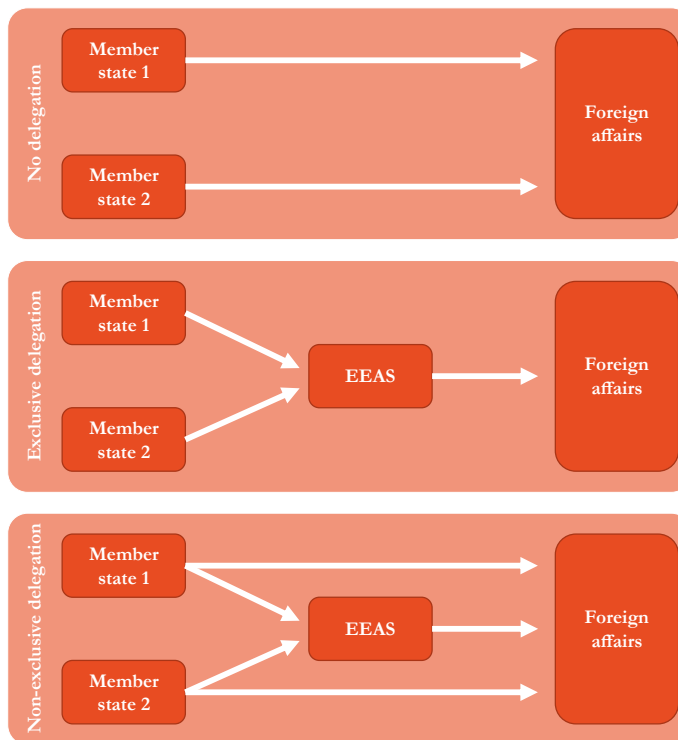 No delegation
Member
state 1
Member
state 2
Foreign
affairs
Exclusive delegation
Member
state 1
Member
state 2
EEAS
Foreign
affairs
Non-exclusive delegation
Member
state 1
Member
state 2
EEAS
Foreign
affairs